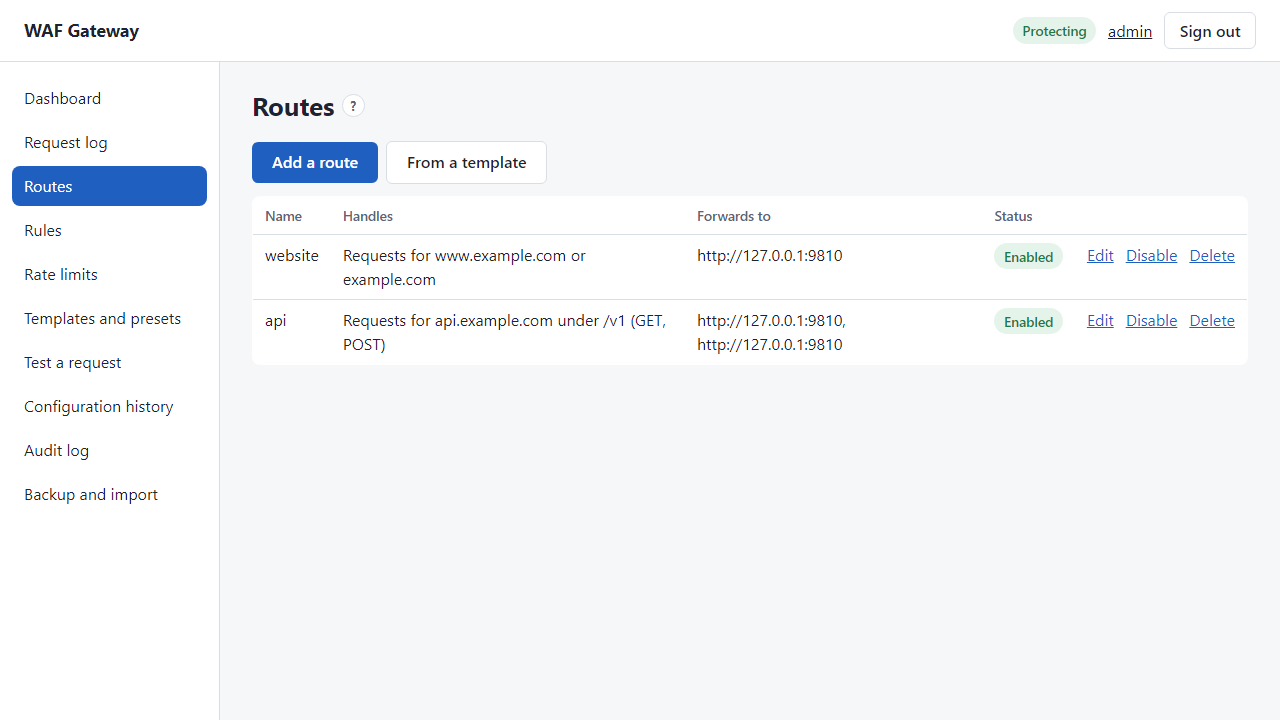 WAF Gateway
Protecting
admin
Sign out
Dashboard
Request log
Routes
Rules
Rate limits
Templates and presets
Test a request
Configuration history
Audit log
Backup and import
Routes ?
Add a route
From a template
Name Handles Forwards to Status
website Requests for www.example.com or http://127.0.0.1:9810 Enabled Edit Disable Delete
example.com
api Requests for api.example.com under /v1 (GET, http://127.0.0.1:9810, Enabled Edit Disable Delete
POST) http://127.0.0.1:9810